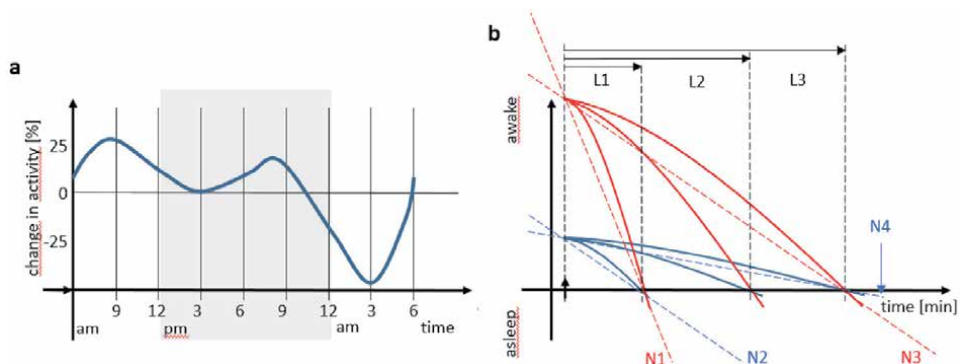 a
change in activity [%]
25
0
-25
9
12
3
6
9
12
3
6
am
pm
am
time
b
awake
asleep
L1
L2
L3
N4
time [min]
N1
N2
N3